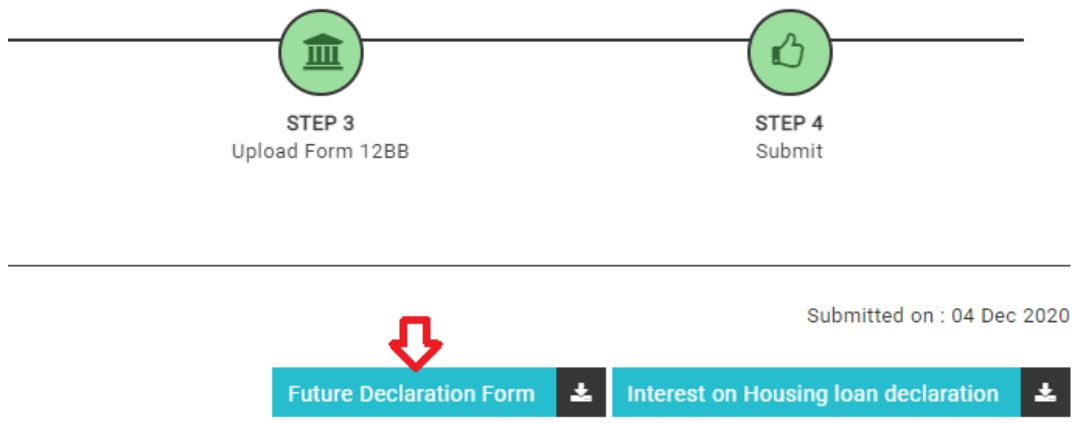 STEP 3
Upload Form 12BB
STEP 4
Submit
Submitted on : 04 Dec 2020
Future Declaration Form
Interest on Housing loan declaration